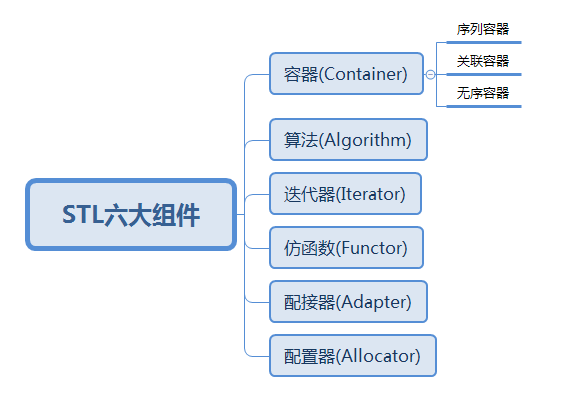 STL六大组件
容器(Container)
序列容器
关联容器
无序容器
算法(Algorithm)
迭代器(Iterator)
仿函数(Functor)
配接器(Adapter)
配置器(Allocator)